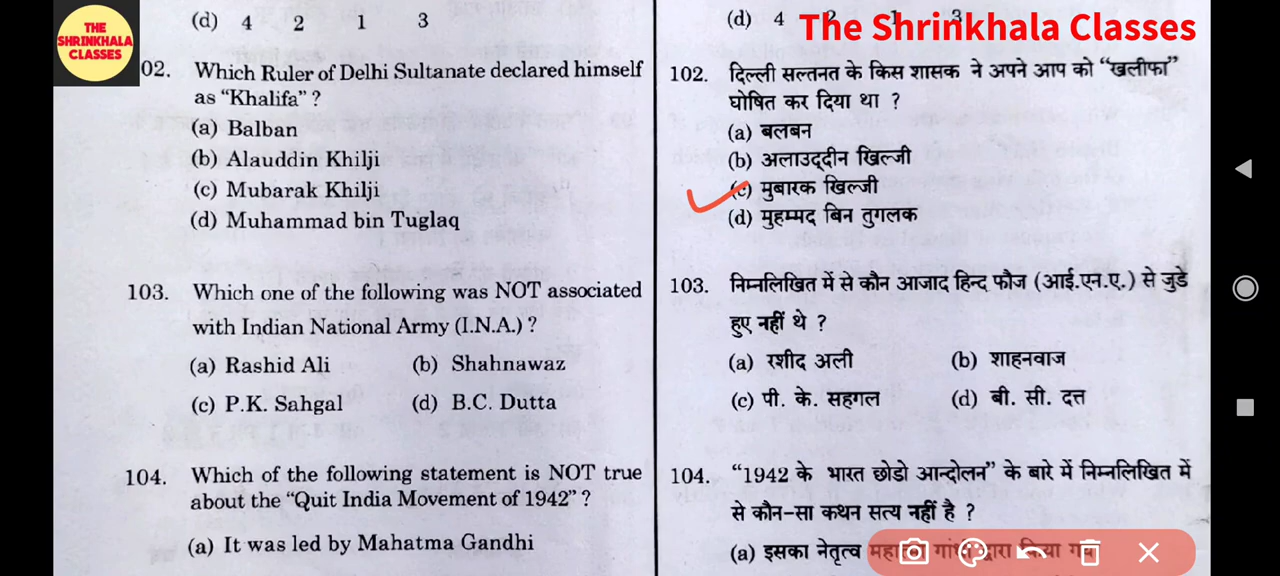 THE
SHRINKHALA
CLASSES
The Shrinkhala Classes
(d) 4 2 1 3
02. Which Ruler of Delhi Sultanate declared himself
as “Khalifa” ?
(a) Balban
(b) Alauddin Khilji
(c) Mubarak Khilji
(d) Muhammad bin Tuglaq
103. Which one of the following was NOT associated
with Indian National Army (I.N.A.) ?
(a) Rashid Ali (b) Shahnawaz
(c) P.K. Sahgal (d) B.C. Dutta
104. Which of the following statement is NOT true
about the “Quit India Movement of 1942” ?
(a) It was led by Mahatma Gandhi
(d) 4 2 1 3
102. दिल्ली सल्तनत के किस शासक ने अपने आप को “खलीफा”
घोषित कर दिया था ?
(a) बलबन
(b) अलाउद्दीन खिल्जी
(c) मुबारक खिल्जी
(d) मुहम्मद बिन तुगलक
103. निम्नलिखित में से कौन आजाद हिन्द फौज (आई.एन.ए.) से जुडे
हुए नहीं थे ?
(a) रशीद अली (b) शाहनवाज
(c) पी. के. सहगल (d) बी. सी. दत्त
104. “1942 के भारत छोडो आन्दोलन” के बारे में निम्नलिखित में
से कौन-सा कथन सत्य नहीं है ?
(a) इसका नेतृत्व महात्मा गांधी द्वारा किया गया